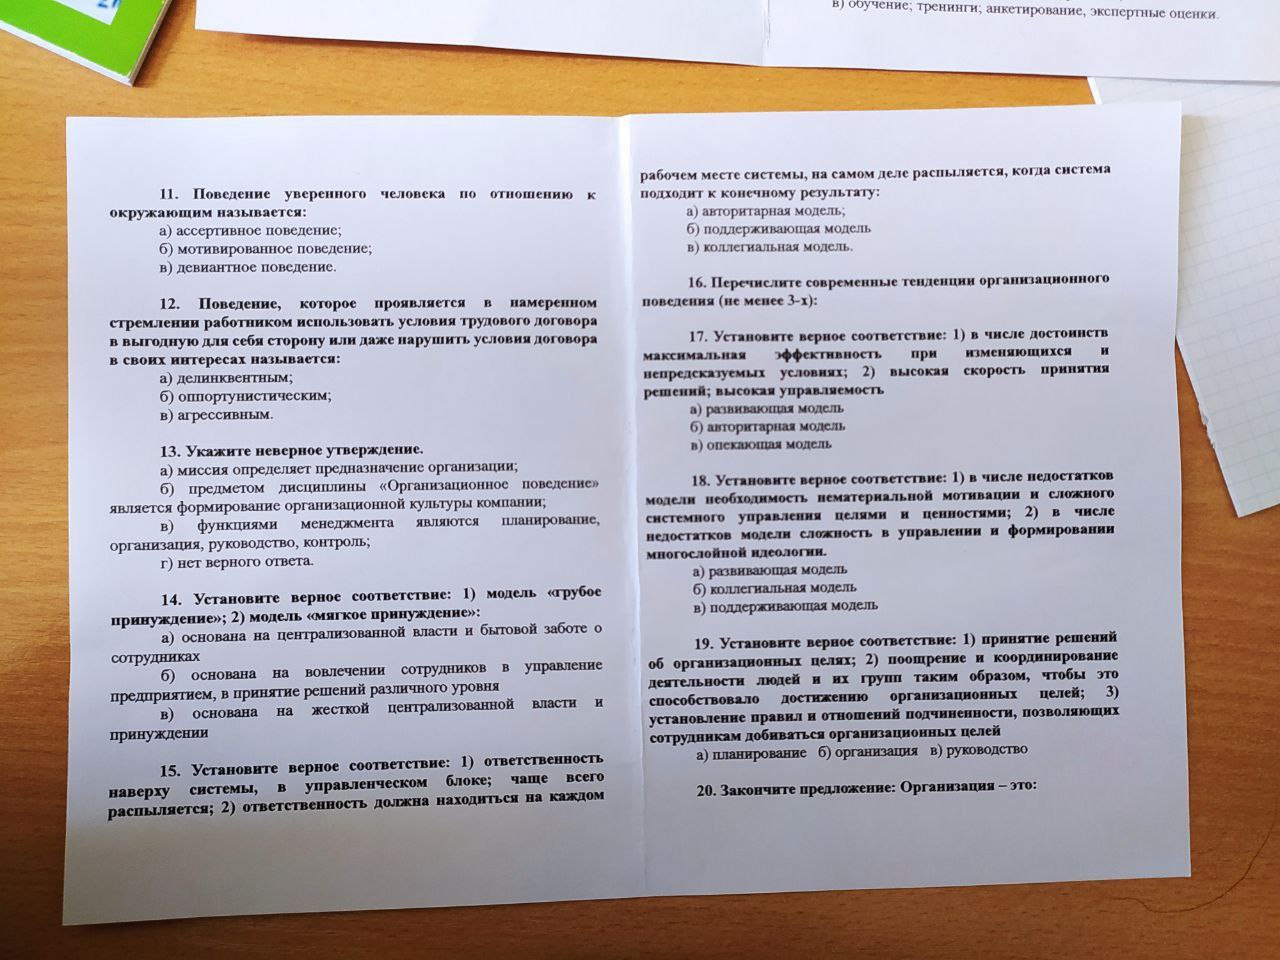 в) обучение; тренинги; анкетирование, экспертные оценки.
11. Поведение уверенного человека по отношению к
окружающим называется:
а) ассертивное поведение;
б) мотивированное поведение;
в) девиантное поведение.
12. Поведение, которое проявляется в намеренном
стремлении работником использовать условия трудового договора
в выгодную для себя сторону или даже нарушить условия договора
в своих интересах называется:
а) делинквентным;
б) оппортунистическим;
в) агрессивным.
13. Укажите неверное утверждение.
а) миссия определяет предназначение организации;
б) предметом дисциплины «Организационное поведение»
является формирование организационной культуры компании;
в) функциями менеджмента являются планирование,
организация, руководство, контроль;
г) нет верного ответа.
14. Установите верное соответствие: 1) модель «грубое
принуждение»; 2) модель «мягкое принуждение»:
а) основана на централизованной власти и бытовой заботе о
сотрудниках
б) основана на вовлечении сотрудников в управление
предприятием, в принятие решений различного уровня
в) основана на жесткой централизованной власти и
принуждении
15. Установите верное соответствие: 1) ответственность
наверху системы, в управленческом блоке; чаще всего
распыляется; 2) ответственность должна находиться на каждом
рабочем месте системы, на самом деле распыляется, когда система
подходит к конечному результату:
а) авторитарная модель;
б) поддерживающая модель
в) коллегиальная модель.
16. Перечислите современные тенденции организационного
поведения (не менее 3-х):
17. Установите верное соответствие: 1) в числе достоинств
максимальная эффективность при изменяющихся и
непредсказуемых условиях; 2) высокая скорость принятия
решений; высокая управляемость
а) развивающая модель
б) авторитарная модель
в) опекающая модель
18. Установите верное соответствие: 1) в числе недостатков
модели необходимость нематериальной мотивации и сложного
системного управления целями и ценностями; 2) в числе
недостатков модели сложность в управлении и формировании
многослойной идеологии.
а) развивающая модель
б) коллегиальная модель
в) поддерживающая модель
19. Установите верное соответствие: 1) принятие решений
об организационных целях; 2) поощрение и координирование
деятельности людей и их групп таким образом, чтобы это
способствовало достижению организационных целей; 3)
установление правил и отношений подчиненности, позволяющих
сотрудникам добиваться организационных целей
а) планирование б) организация в) руководство
20. Закончите предложение: Организация – это: